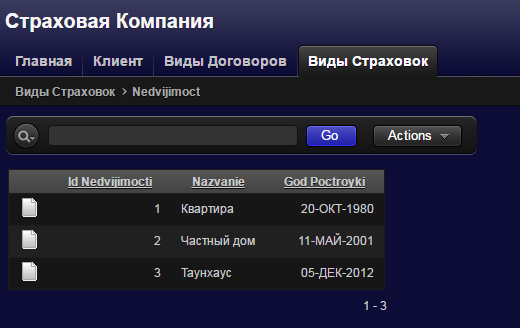 Страховая Компания
Главная Клиент Виды Договоров Виды Страховок
Виды Страховок > Nedvijimoct
Go Actions
Id Nedvijimocti Nazvanie God Poctroyki
1 Квартира 20-ОКТ-1980
2 Частный дом 11-МАЙ-2001
3 Таунхаус 05-ДЕК-2012
1 - 3